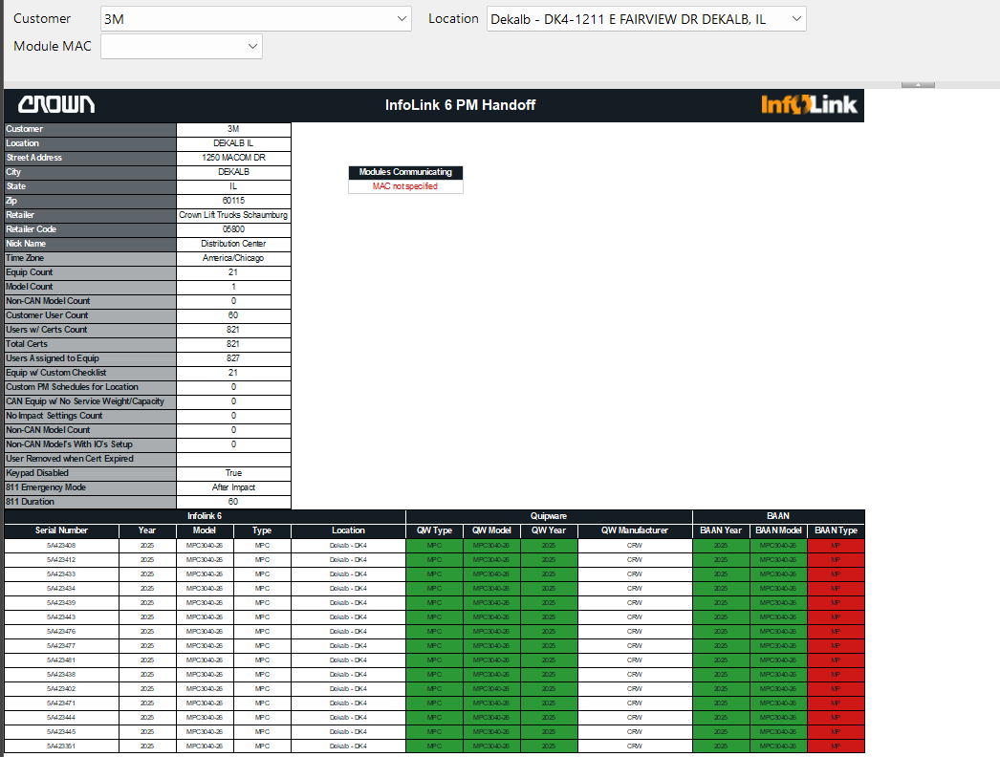 Customer 3M Location Dekalb - DK4-1211 E FAIRVIEW DR DEKALB, IL
Module MAC
CROWN InfoLink 6 PM Handoff InfoLink
Customer 3M
Location DEKALB IL
Street Address 1250 MACOM DR
City DEKALB
State IL
Zip 60115
Retailer Crown Lift Trucks Schaumburg
Retailer Code 05800
Nick Name Distribution Center
Time Zone America/Chicago
Equip Count 21
Model Count 1
Non-CAN Model Count 0
Customer User Count 60
Users w/ Certs Count 821
Total Certs 821
Users Assigned to Equip 827
Equip w/ Custom Checklist 21
Custom PM Schedules for Location 0
CAN Equip w/ No Service Weight/Capacity 0
No Impact Settings Count 0
Non-CAN Model Count 0
Non-CAN Model's With IO's Setup 0
User Removed when Cert Expired
Keypad Disabled True
811 Emergency Mode After Impact
811 Duration 60
Modules Communicating
MAC not specified
Infolink 6 Quipware BAAN
Serial Number Year Model Type Location QW Type QW Model QW Year QW Manufacturer BAAN Year BAAN Model BAAN Type
5A423408 2025 MPC3040-26 MPC Dekalb - DK4 MPC MPC3040-26 2025 CRW 2025 MPC3040-26 MP
5A423412 2025 MPC3040-26 MPC Dekalb - DK4 MPC MPC3040-26 2025 CRW 2025 MPC3040-26 MP
5A423433 2025 MPC3040-26 MPC Dekalb - DK4 MPC MPC3040-26 2025 CRW 2025 MPC3040-26 MP
5A423434 2025 MPC3040-26 MPC Dekalb - DK4 MPC MPC3040-26 2025 CRW 2025 MPC3040-26 MP
5A423439 2025 MPC3040-26 MPC Dekalb - DK4 MPC MPC3040-26 2025 CRW 2025 MPC3040-26 MP
5A423443 2025 MPC3040-26 MPC Dekalb - DK4 MPC MPC3040-26 2025 CRW 2025 MPC3040-26 MP
5A423476 2025 MPC3040-26 MPC Dekalb - DK4 MPC MPC3040-26 2025 CRW 2025 MPC3040-26 MP
5A423477 2025 MPC3040-26 MPC Dekalb - DK4 MPC MPC3040-26 2025 CRW 2025 MPC3040-26 MP
5A423481 2025 MPC3040-26 MPC Dekalb - DK4 MPC MPC3040-26 2025 CRW 2025 MPC3040-26 MP
5A423438 2025 MPC3040-26 MPC Dekalb - DK4 MPC MPC3040-26 2025 CRW 2025 MPC3040-26 MP
5A423402 2025 MPC3040-26 MPC Dekalb - DK4 MPC MPC3040-26 2025 CRW 2025 MPC3040-26 MP
5A423471 2025 MPC3040-26 MPC Dekalb - DK4 MPC MPC3040-26 2025 CRW 2025 MPC3040-26 MP
5A423444 2025 MPC3040-26 MPC Dekalb - DK4 MPC MPC3040-26 2025 CRW 2025 MPC3040-26 MP
5A423445 2025 MPC3040-26 MPC Dekalb - DK4 MPC MPC3040-26 2025 CRW 2025 MPC3040-26 MP
5A423351 2025 MPC3040-26 MPC Dekalb - DK4 MPC MPC3040-26 2025 CRW 2025 MPC3040-26 MP